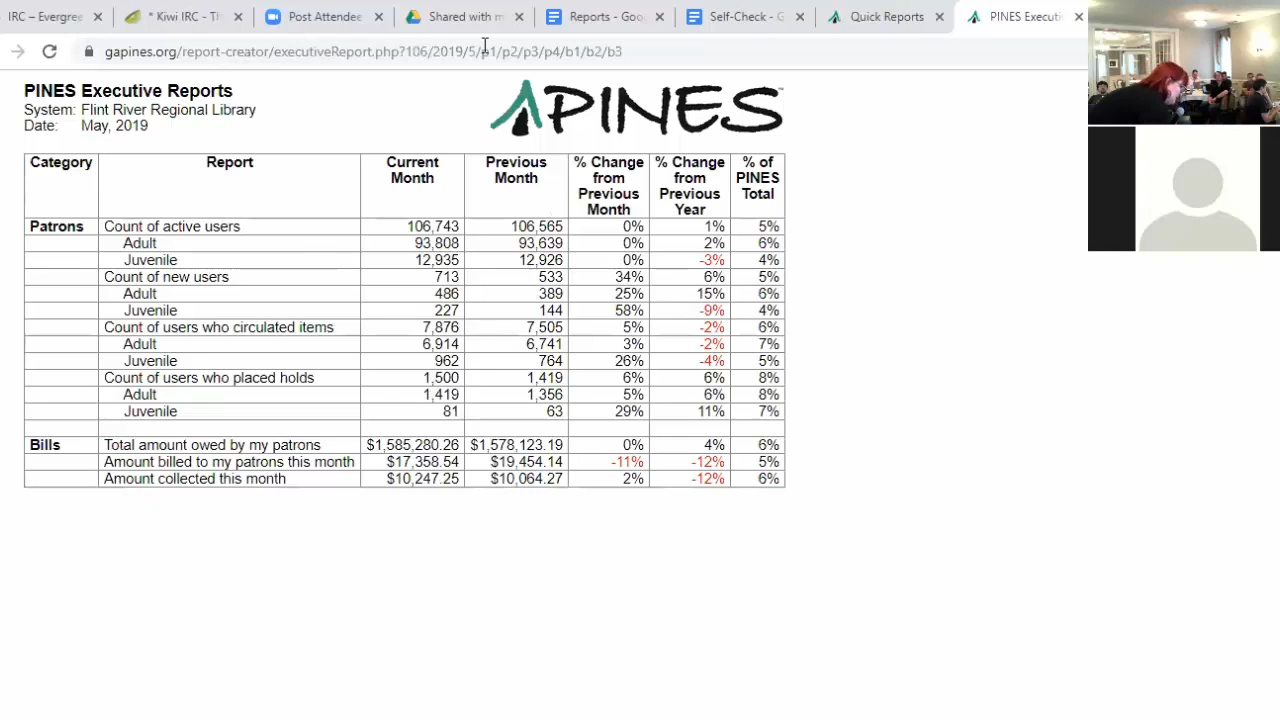 IRC – Evergree
* Kiwi IRC - Th
Post Attendee
Shared with m
Reports - Goo
Self-Check - G
Quick Reports
PINES Executi
gapines.org/report-creator/executiveReport.php?106/2019/5/p1/p2/p3/p4/b1/b2/b3
PINES Executive Reports
System: Flint River Regional Library
Date: May, 2019
PINES
Category Report Current Month Previous Month % Change from Previous Month % Change from Previous Year % of PINES Total
Patrons Count of active users 106,743 106,565 0% 1% 5%
Adult 93,808 93,639 0% 2% 6%
Juvenile 12,935 12,926 0% -3% 4%
Count of new users 713 533 34% 6% 5%
Adult 486 389 25% 15% 6%
Juvenile 227 144 58% -9% 4%
Count of users who circulated items 7,876 7,505 5% -2% 6%
Adult 6,914 6,741 3% -2% 7%
Juvenile 962 764 26% -4% 5%
Count of users who placed holds 1,500 1,419 6% 6% 8%
Adult 1,419 1,356 5% 6% 8%
Juvenile 81 63 29% 11% 7%
Bills Total amount owed by my patrons $1,585,280.26 $1,578,123.19 0% 4% 6%
Amount billed to my patrons this month $17,358.54 $19,454.14 -11% -12% 5%
Amount collected this month $10,247.25 $10,064.27 2% -12% 6%